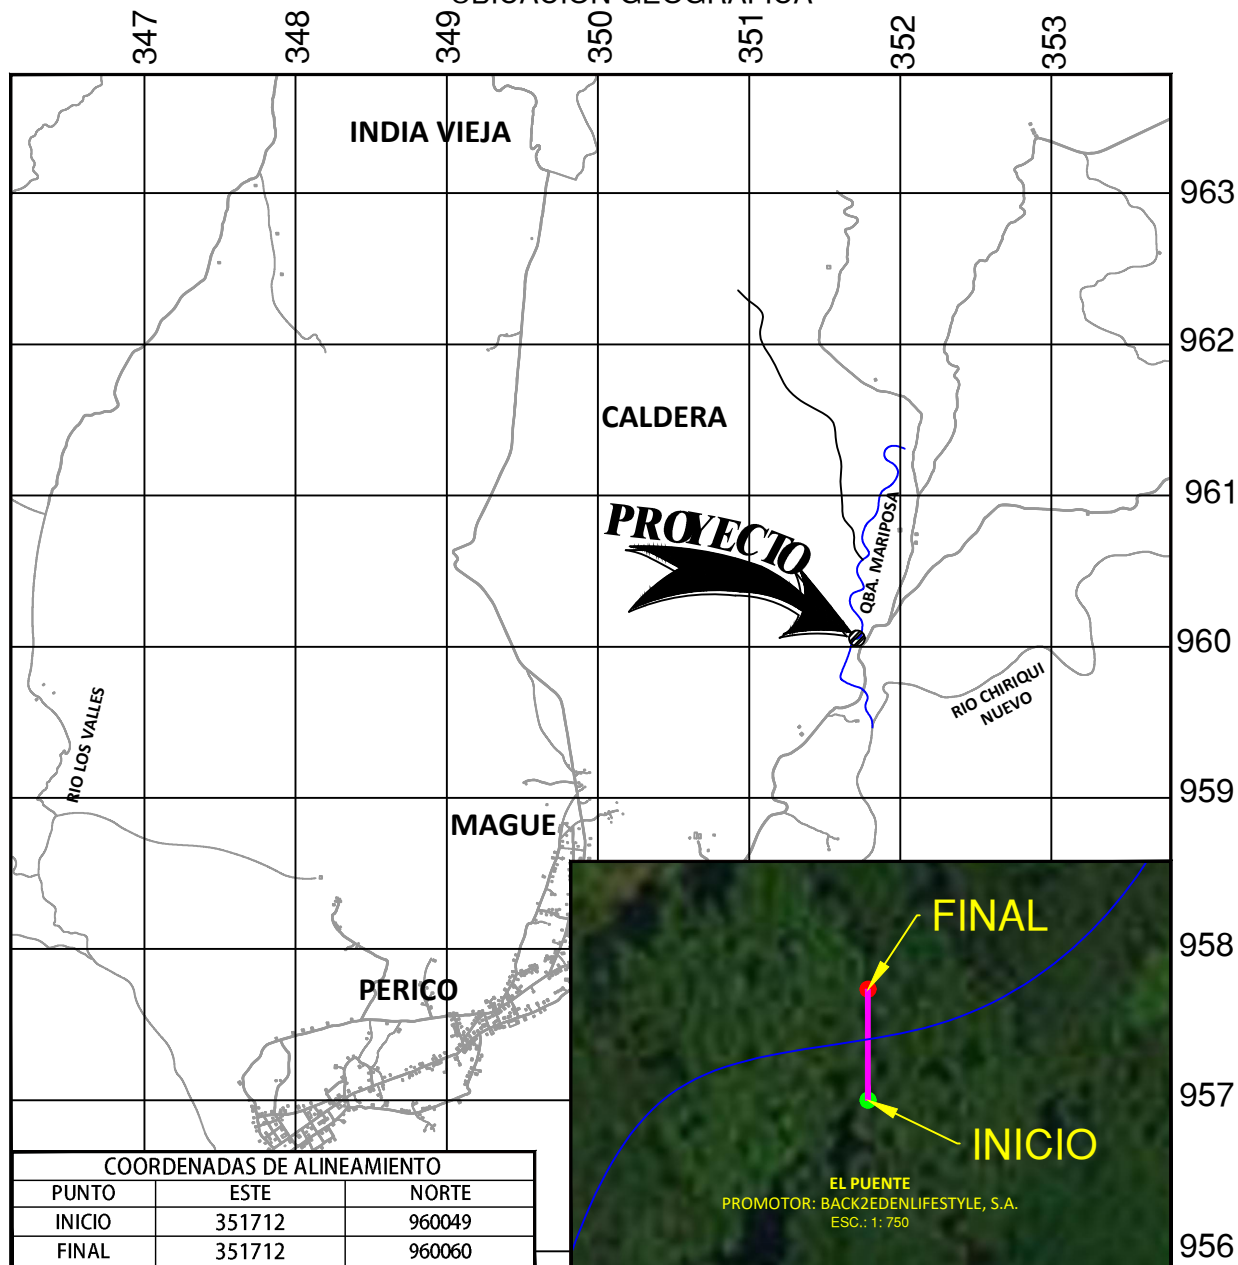 UBICACIÓN GEOGRÁFICA
347 348 349 350 351 352 353
INDIA VIEJA
963
962
CALDERA
961
PROYECTO
QBA. MARIPOSA
960
RIO CHIRIQUI
NUEVO
RIO LOS VALLES
959
MAGUE
958
PERICO
957
956
FINAL
INICIO
EL PUENTE
PROMOTOR: BACK2EDENLIFESTYLE, S.A.
ESC.: 1: 750
COORDENADAS DE ALINEAMIENTO
PUNTO ESTE NORTE
INICIO 351712 960049
FINAL 351712 960060